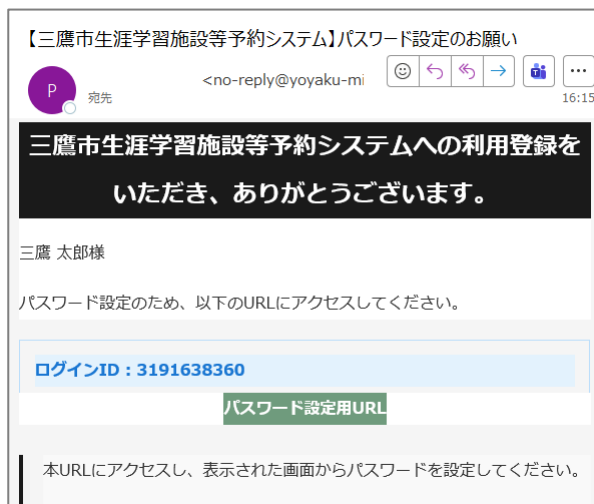 【三鷹市生涯学習施設等予約システム】パスワード設定のお願い
P
宛先
<no-reply@yoyaku-mi
16:15
三鷹市生涯学習施設等予約システムへの利用登録を
いただき、ありがとうございます。
三鷹 太郎様
パスワード設定のため、以下のURLにアクセスしてください。
ログインID:3191638360
パスワード設定用URL
本URLにアクセスし、表示された画面からパスワードを設定してください。